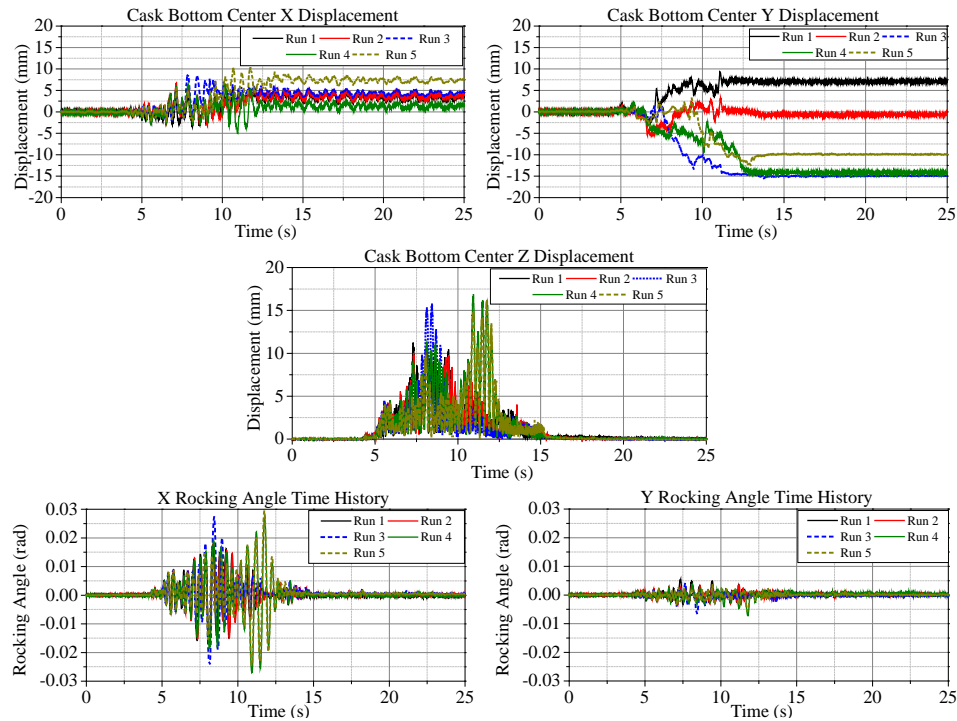 Cask Bottom Center X Displacement
Run 1 Run 2 Run 3
Run 4 Run 5
Displacement (mm)
20
15
10
5
0
-5
-10
-15
-20
0 5 10 15 20 25
Time (s)
Cask Bottom Center Y Displacement
Run 1 Run 2 Run 3
Run 4 Run 5
Displacement (mm)
20
15
10
5
0
-5
-10
-15
-20
0 5 10 15 20 25
Time (s)
Cask Bottom Center Z Displacement
Run 1 Run 2 Run 3
Run 4 Run 5
Displacement (mm)
20
15
10
5
0
0 5 10 15 20 25
Time (s)
X Rocking Angle Time History
Run 1 Run 2
Run 3 Run 4
Run 5
Rocking Angle (rad)
0.03
0.02
0.01
0.00
-0.01
-0.02
-0.03
0 5 10 15 20 25
Time (s)
Y Rocking Angle Time History
Run 1 Run 2
Run 3 Run 4
Run 5
Rocking Angle (rad)
0.03
0.02
0.01
0.00
-0.01
-0.02
-0.03
0 5 10 15 20 25
Time (s)